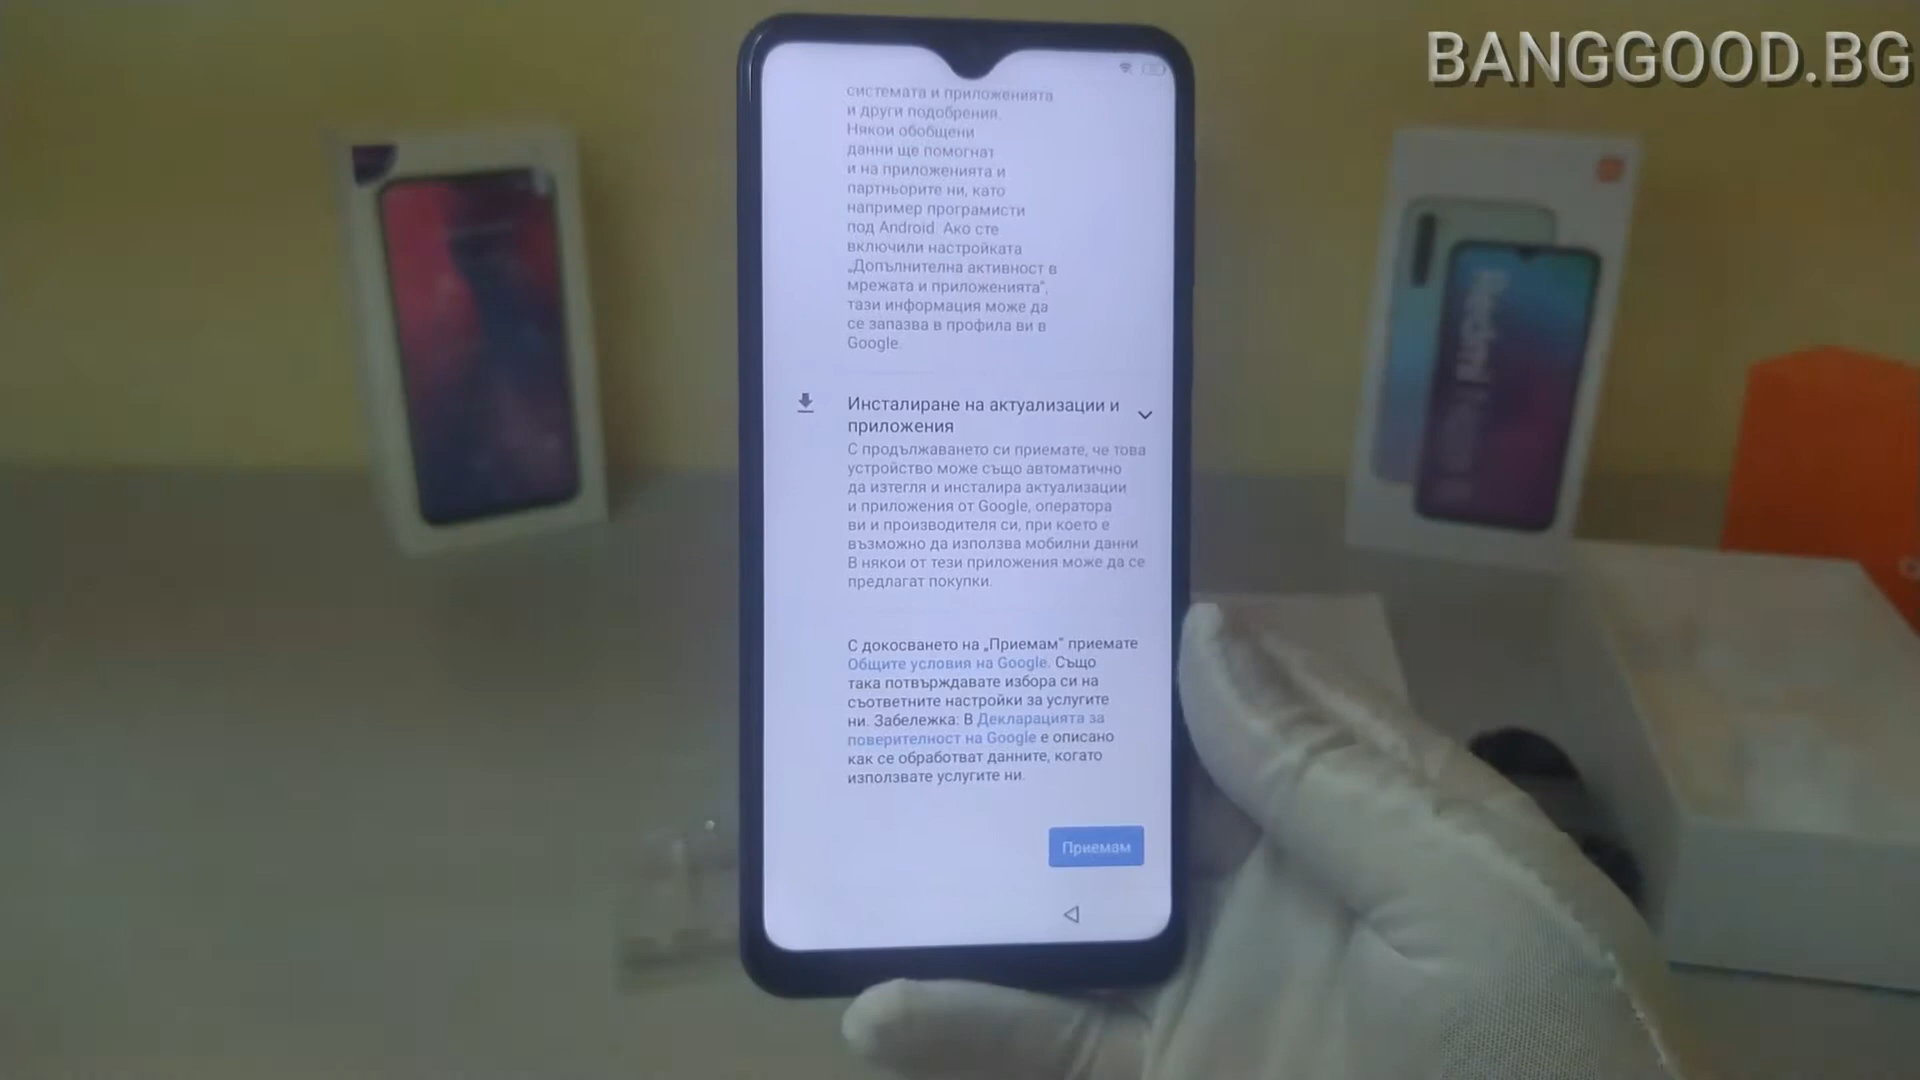 BANGGOOD.BG
системата и приложенията
и други подобрения.
Някои обобщени
данни ще помогнат
и на приложенията и
партньорите ни, като
например програмисти
под Android. Ако сте
включили настройката
„Допълнителна активност в
мрежата и приложенията“,
тази информация може да
се запазва в профила ви в
Google.
Инсталиране на актуализации и
приложения
С продължаването си приемате, че това
устройство може също автоматично
да изтегля и инсталира актуализации
и приложения от Google, оператора
ви и производителя си, при което е
възможно да използва мобилни данни.
В някои от тези приложения може да се
предлагат покупки.
С докосването на „Приемам“ приемате
Общите условия на Google. Също
така потвърждавате избора си на
съответните настройки за услугите
ни. Забележка: В Декларацията за
поверителност на Google е описано
как се обработват данните, когато
използвате услугите ни.
Приемам
Redmi Note 8